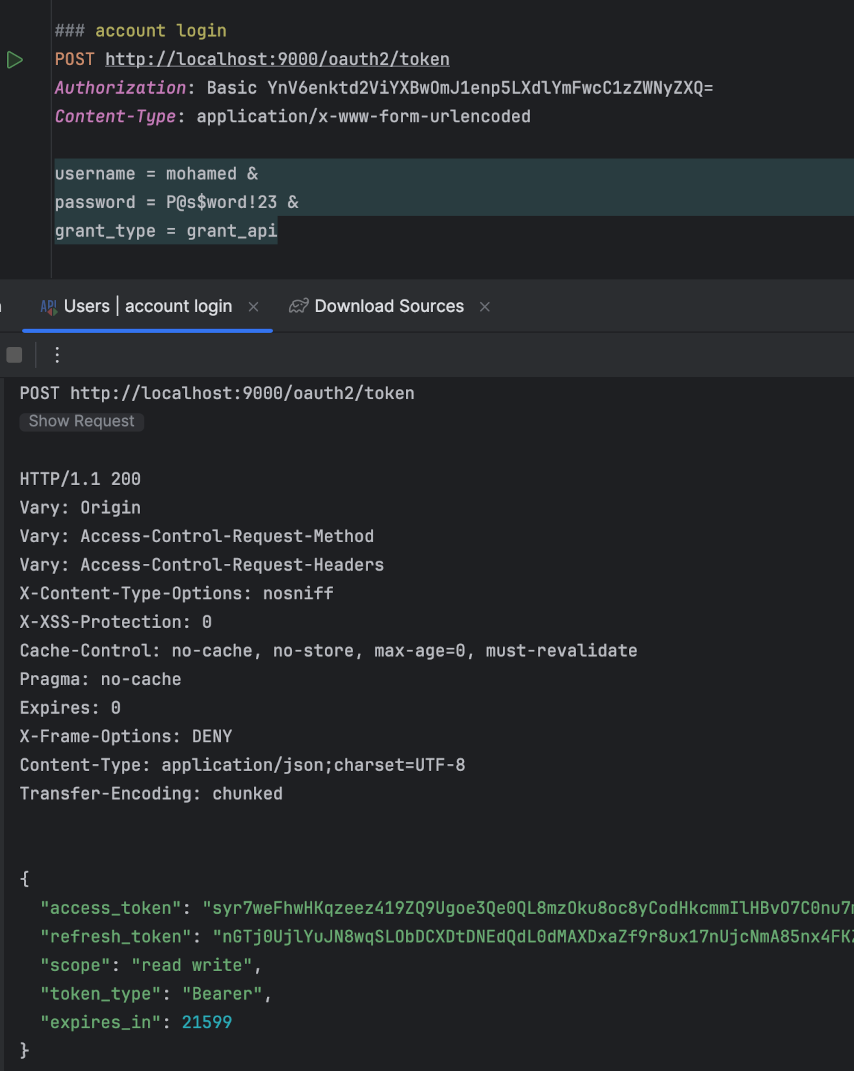 ### account login
POST http://localhost:9000/oauth2/token
Authorization: Basic YnV6enktd2ViYXBwOmJ1enp5LXdlYmFwcC1zZWNyZXQ=
Content-Type: application/x-www-form-urlencoded
username = mohamed &
password = P@s$word!23 &
grant_type = grant_api
Users | account login × Download Sources ×
POST http://localhost:9000/oauth2/token
Show Request
HTTP/1.1 200
Vary: Origin
Vary: Access-Control-Request-Method
Vary: Access-Control-Request-Headers
X-Content-Type-Options: nosniff
X-XSS-Protection: 0
Cache-Control: no-cache, no-store, max-age=0, must-revalidate
Pragma: no-cache
Expires: 0
X-Frame-Options: DENY
Content-Type: application/json;charset=UTF-8
Transfer-Encoding: chunked
{
"access_token": "syr7weFhwHKqzeez419ZQ9Ugoe3Qe0QL8mzOku8oc8yCodHkcmmIlHBvO7C0nu7
"refresh_token": "nGTj0UjlYuJN8wqSLObDCXDtDNEdQdL0dMAXDxaZf9r8ux17nUjcNmA85nx4FK
"scope": "read write",
"token_type": "Bearer",
"expires_in": 21599
}